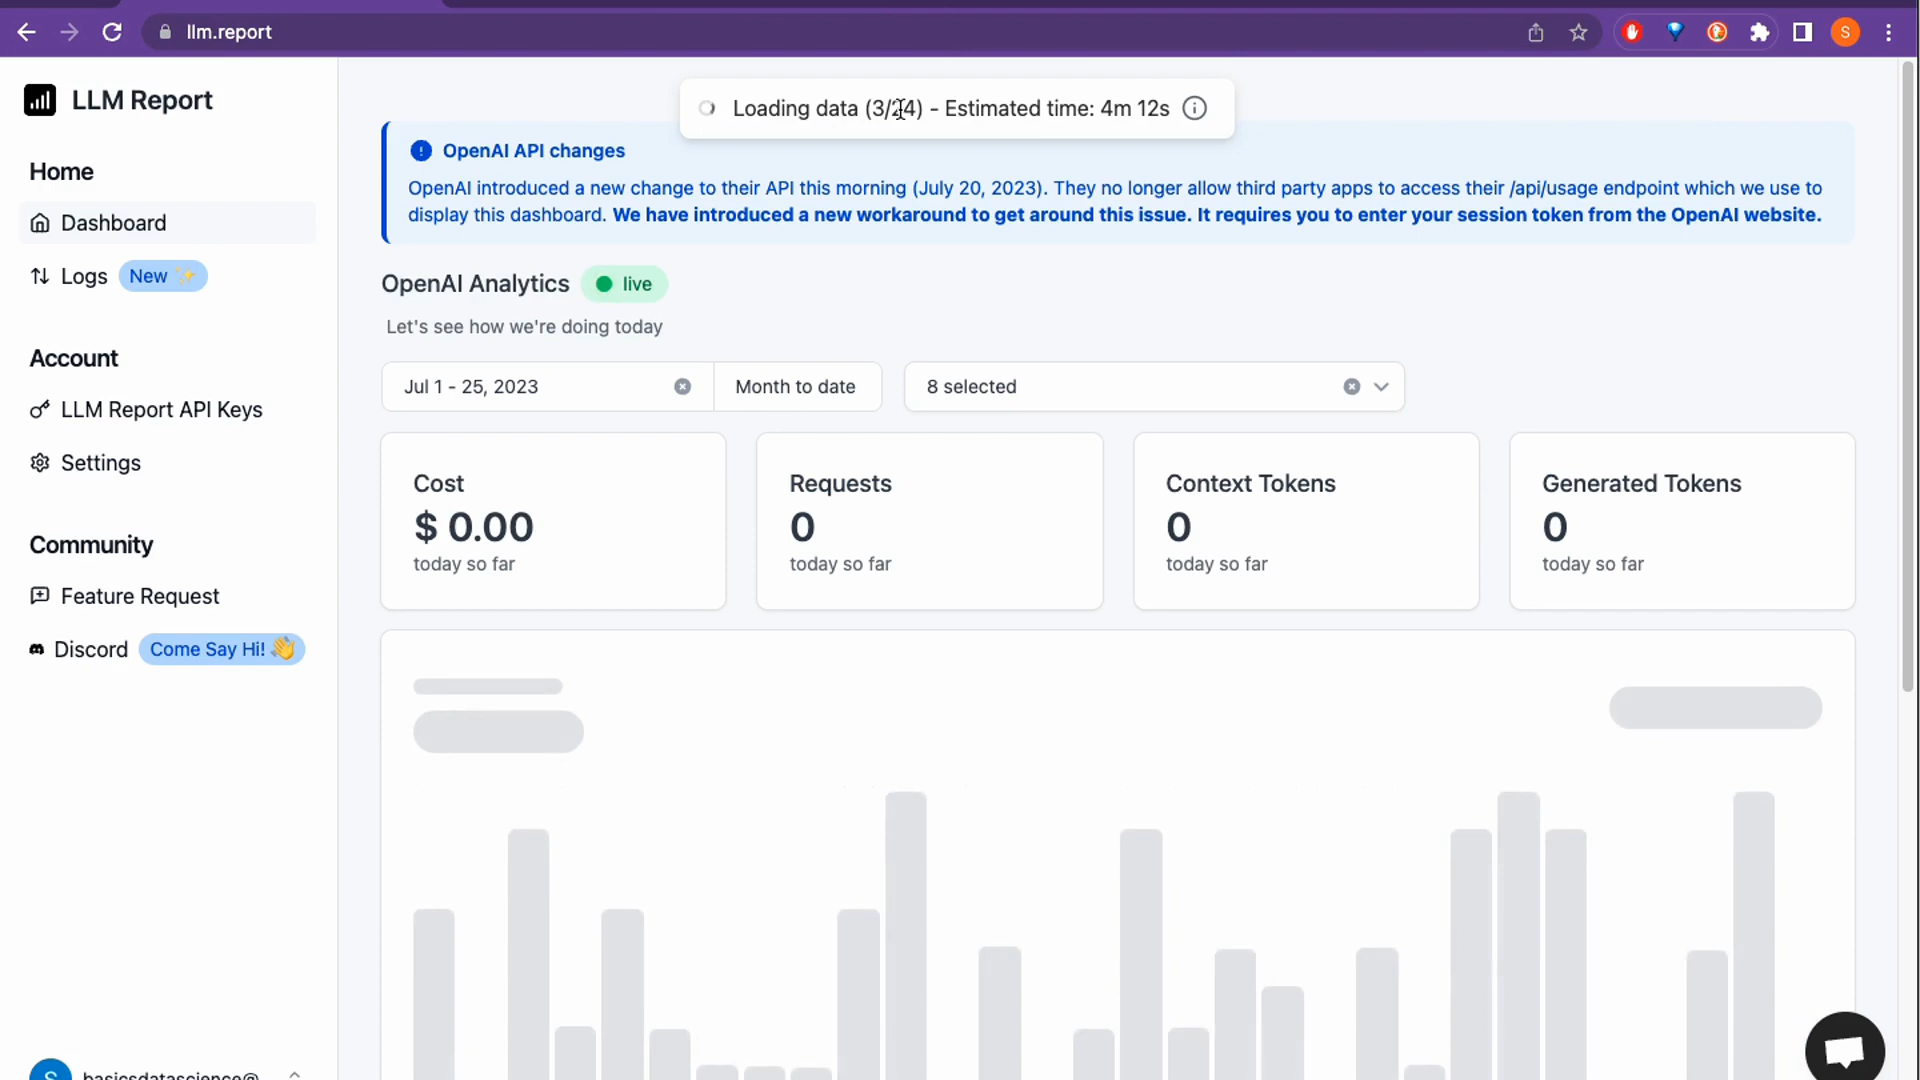 llm.report
S
LLM Report
Loading data (3/24) - Estimated time: 4m 12s
OpenAI API changes
OpenAI introduced a new change to their API this morning (July 20, 2023). They no longer allow third party apps to access their /api/usage endpoint which we use to
display this dashboard. We have introduced a new workaround to get around this issue. It requires you to enter your session token from the OpenAI website.
Home
Dashboard
Logs New ✨
Account
LLM Report API Keys
Settings
Community
Feature Request
Discord Come Say Hi! 👋
OpenAI Analytics live
Let's see how we're doing today
Jul 1 - 25, 2023 Month to date 8 selected
Cost Requests Context Tokens Generated Tokens
$ 0.00 0 0 0
today so far today so far today so far today so far
S basicsdatascience@